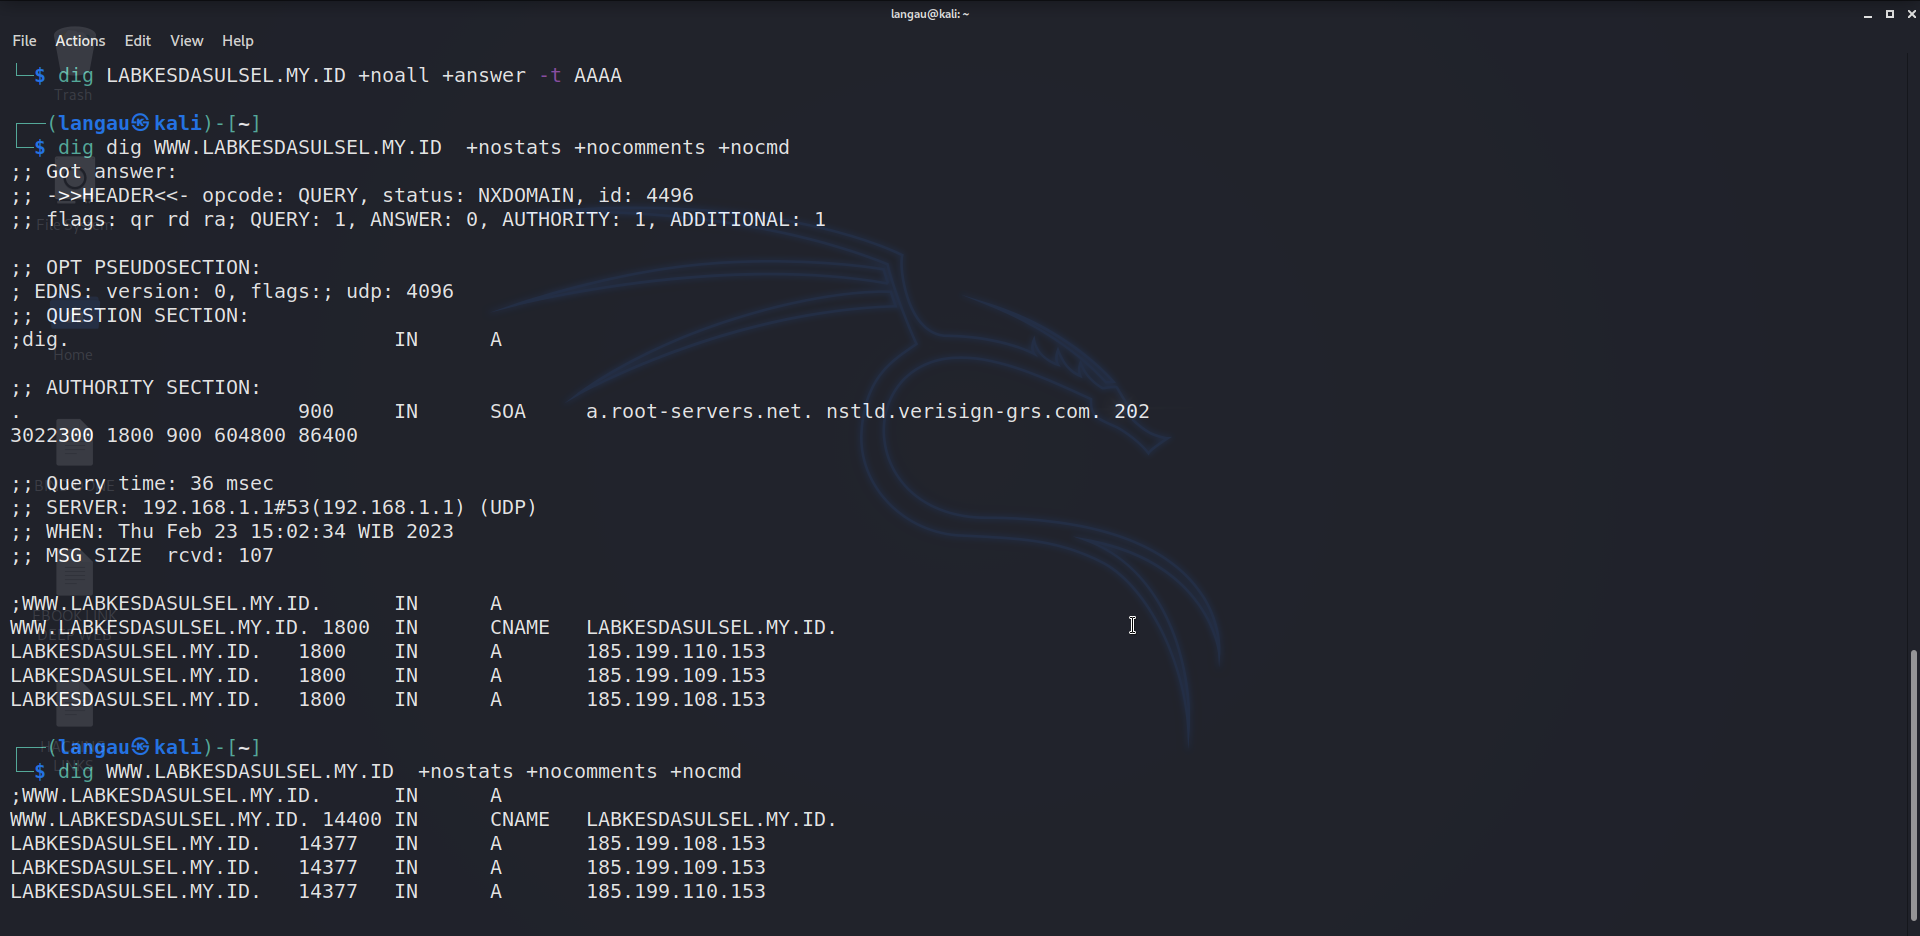 langau@kali: ~
File Actions Edit View Help
└─$ dig LABKESDASULSEL.MY.ID +noall +answer -t AAAA
Trash
┌──(langau㉿kali)-[~]
└─$ dig dig WWW.LABKESDASULSEL.MY.ID  +nostats +nocomments +nocmd
;; Got answer:
;; ->>HEADER<<- opcode: QUERY, status: NXDOMAIN, id: 4496
;; flags: qr rd ra; QUERY: 1, ANSWER: 0, AUTHORITY: 1, ADDITIONAL: 1
;; OPT PSEUDOSECTION:
; EDNS: version: 0, flags:; udp: 4096
;; QUESTION SECTION:
;dig.                           IN      A
Home
;; AUTHORITY SECTION:
.                       900     IN      SOA     a.root-servers.net. nstld.verisign-grs.com. 202
3022300 1800 900 604800 86400
;; Query time: 36 msec
;; SERVER: 192.168.1.1#53(192.168.1.1) (UDP)
;; WHEN: Thu Feb 23 15:02:34 WIB 2023
;; MSG SIZE  rcvd: 107
;WWW.LABKESDASULSEL.MY.ID.      IN      A
WWW.LABKESDASULSEL.MY.ID. 1800  IN      CNAME   LABKESDASULSEL.MY.ID.
LABKESDASULSEL.MY.ID.   1800    IN      A       185.199.110.153
LABKESDASULSEL.MY.ID.   1800    IN      A       185.199.109.153
LABKESDASULSEL.MY.ID.   1800    IN      A       185.199.108.153
┌──(langau㉿kali)-[~]
└─$ dig WWW.LABKESDASULSEL.MY.ID  +nostats +nocomments +nocmd
;WWW.LABKESDASULSEL.MY.ID.      IN      A
WWW.LABKESDASULSEL.MY.ID. 14400 IN      CNAME   LABKESDASULSEL.MY.ID.
LABKESDASULSEL.MY.ID.   14377   IN      A       185.199.108.153
LABKESDASULSEL.MY.ID.   14377   IN      A       185.199.109.153
LABKESDASULSEL.MY.ID.   14377   IN      A       185.199.110.153